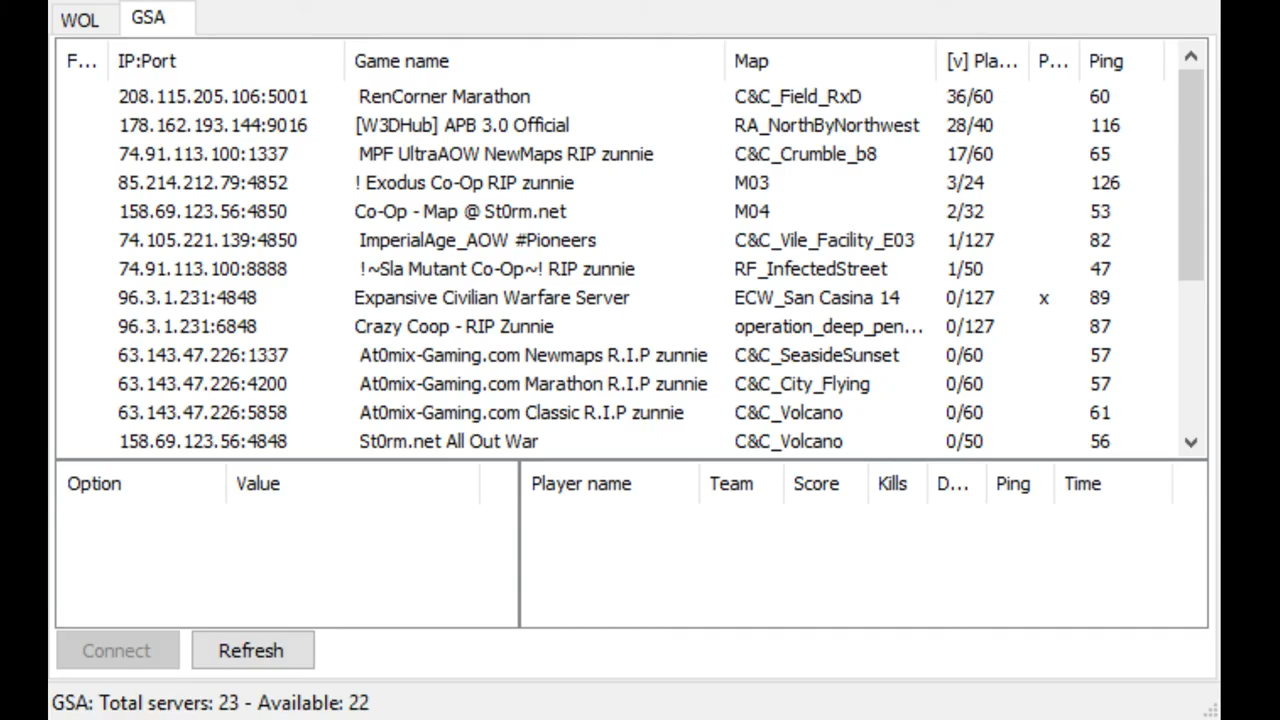 WOL GSA
F... IP:Port Game name Map [v] Pla... P... Ping
208.115.205.106:5001 RenCorner Marathon C&C_Field_RxD 36/60 60
178.162.193.144:9016 [W3DHub] APB 3.0 Official RA_NorthByNorthwest 28/40 116
74.91.113.100:1337 MPF UltraAOW NewMaps RIP zunnie C&C_Crumble_b8 17/60 65
85.214.212.79:4852 ! Exodus Co-Op RIP zunnie M03 3/24 126
158.69.123.56:4850 Co-Op - Map @ St0rm.net M04 2/32 53
74.105.221.139:4850 ImperialAge_AOW #Pioneers C&C_Vile_Facility_E03 1/127 82
74.91.113.100:8888 !~Sla Mutant Co-Op~! RIP zunnie RF_InfectedStreet 1/50 47
96.3.1.231:4848 Expansive Civilian Warfare Server ECW_San Casina 14 0/127 x 89
96.3.1.231:6848 Crazy Coop - RIP Zunnie operation_deep_pen... 0/127 87
63.143.47.226:1337 At0mix-Gaming.com Newmaps R.I.P zunnie C&C_SeasideSunset 0/60 57
63.143.47.226:4200 At0mix-Gaming.com Marathon R.I.P zunnie C&C_City_Flying 0/60 57
63.143.47.226:5858 At0mix-Gaming.com Classic R.I.P zunnie C&C_Volcano 0/60 61
158.69.123.56:4848 St0rm.net All Out War C&C_Volcano 0/50 56
Option Value Player name Team Score Kills D... Ping Time
Connect Refresh
GSA: Total servers: 23 - Available: 22